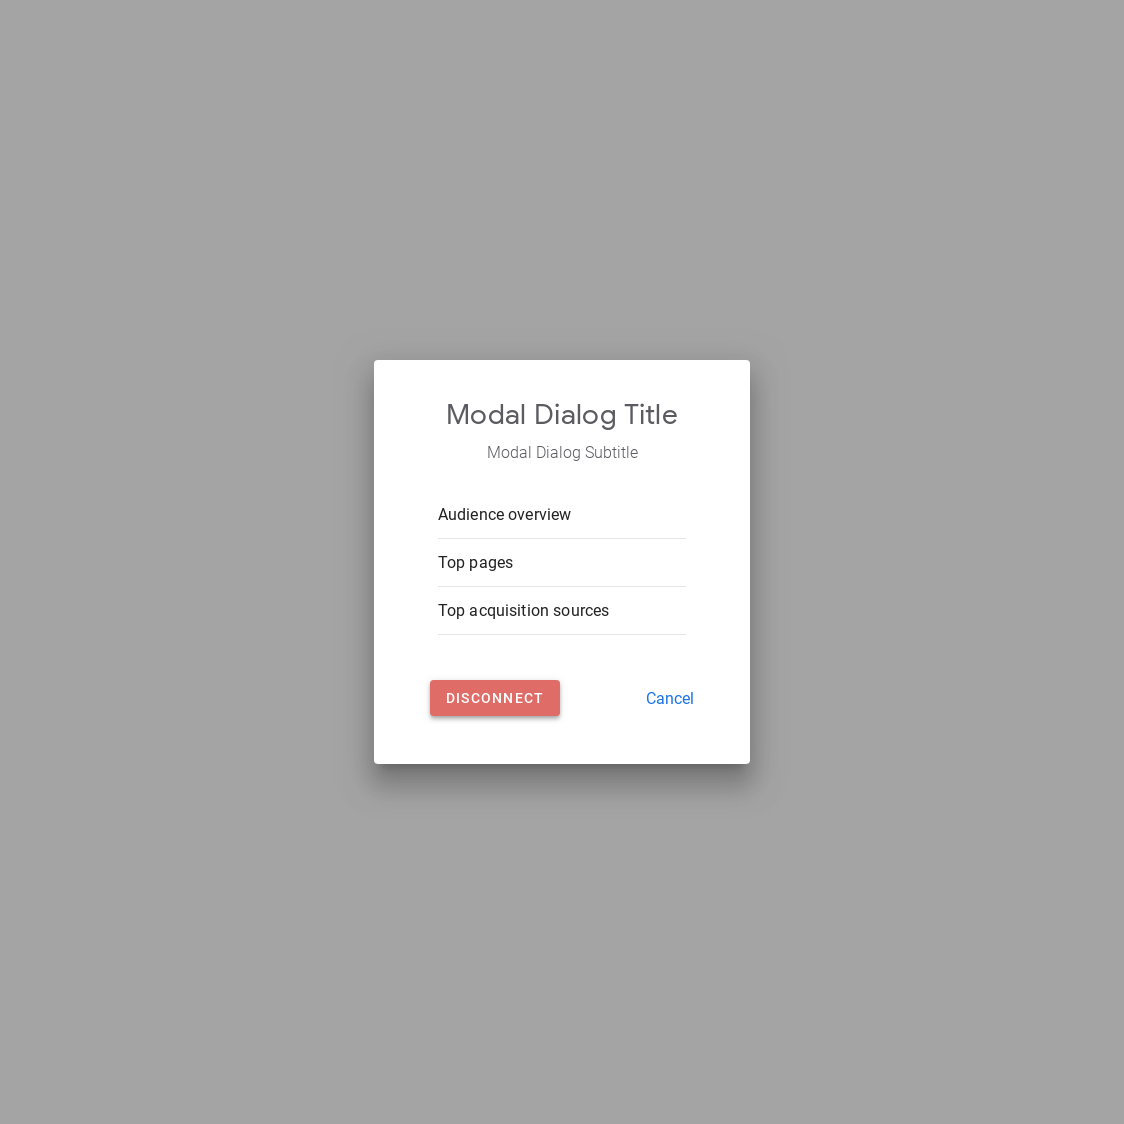 Modal Dialog Title
Modal Dialog Subtitle
Audience overview
Top pages
Top acquisition sources
DISCONNECT
Cancel